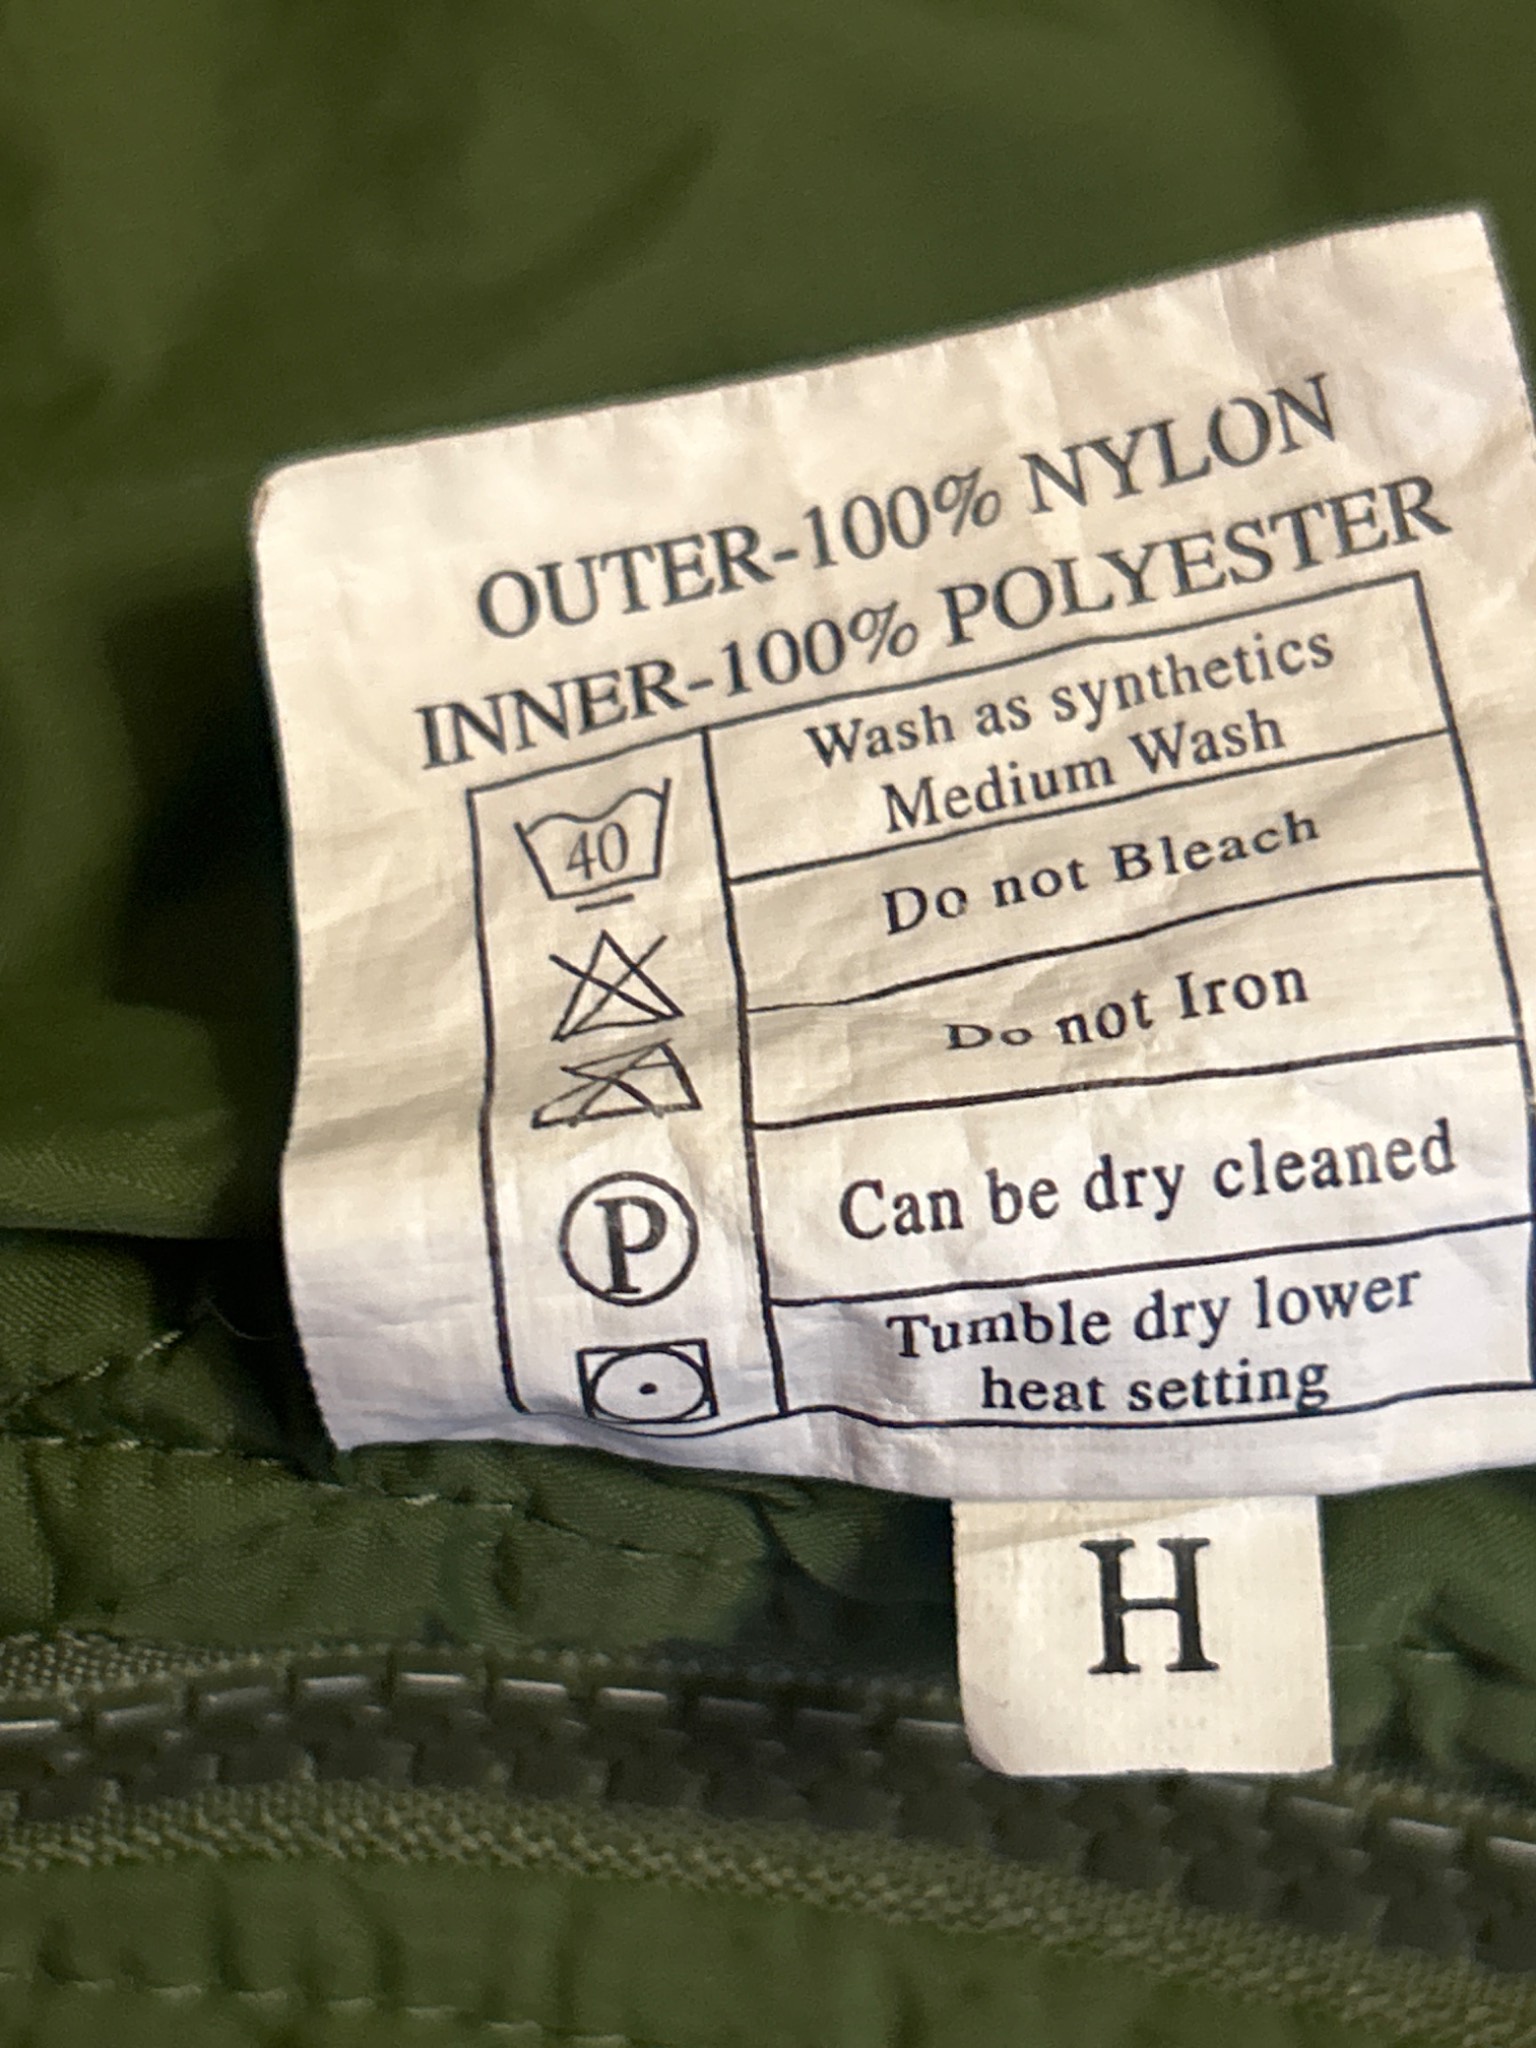 OUTER-100% NYLON
INNER-100% POLYESTER
40
Wash as synthetics
Medium Wash
Do not Bleach
Do not Iron
P
Can be dry cleaned
Tumble dry lower
heat setting
H